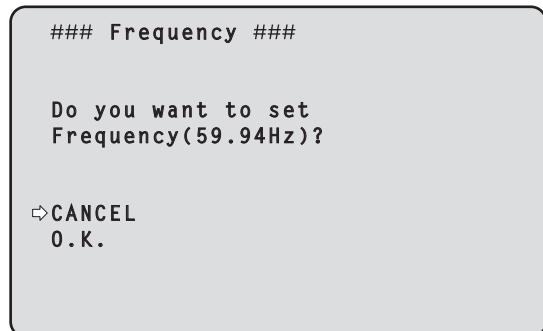 ### Frequency ###
Do you want to set
Frequency(59.94Hz)?
⇨CANCEL
O.K.